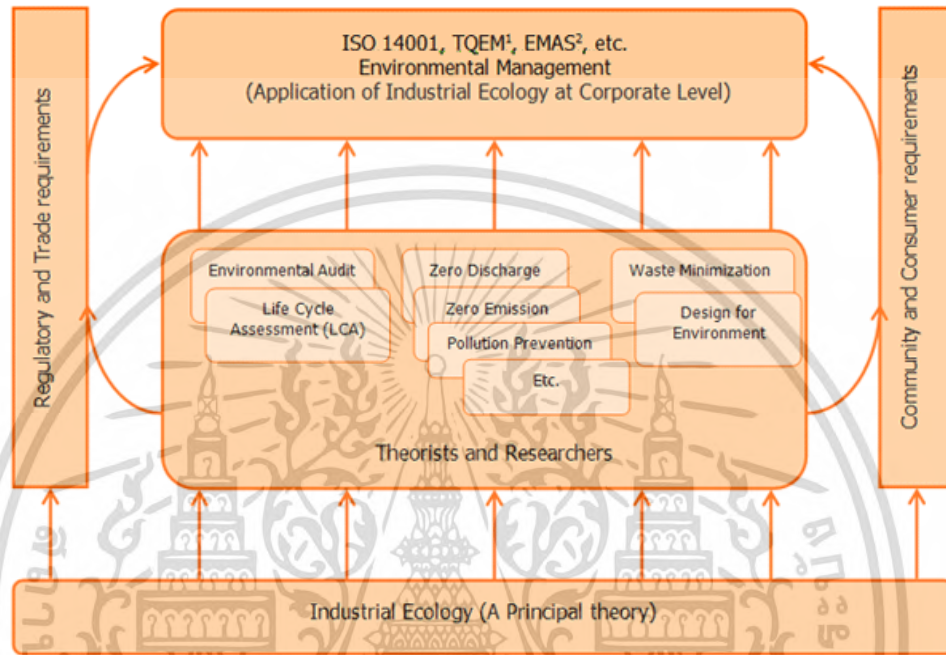 ISO 14001, TQEM¹, EMAS², etc.
Environmental Management
(Application of Industrial Ecology at Corporate Level)
Regulatory and Trade requirements
Community and Consumer requirements
Environmental Audit
Life Cycle
Assessment (LCA)
Zero Discharge
Zero Emission
Pollution Prevention
Etc.
Waste Minimization
Design for
Environment
Theorists and Researchers
Industrial Ecology (A Principal theory)